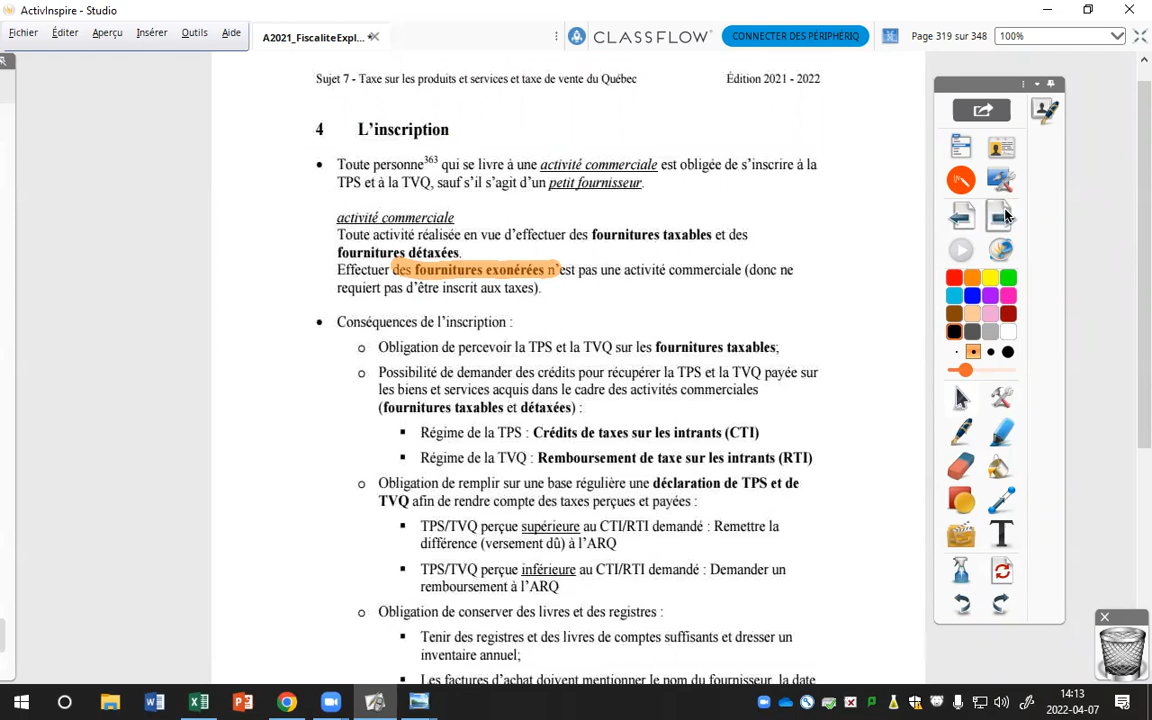 ActivInspire - Studio
Fichier Éditer Aperçu Insérer Outils Aide
A2021_FiscaliteExpl...
CLASSFLOW
CONNECTER DES PÉRIPHÉRIQ
Page 319 sur 348
100%
Sujet 7 - Taxe sur les produits et services et taxe de vente du Québec Édition 2021 - 2022
4 L'inscription
• Toute personne363 qui se livre à une activité commerciale est obligée de s'inscrire à la
TPS et à la TVQ, sauf s'il s'agit d'un petit fournisseur.
activité commerciale
Toute activité réalisée en vue d'effectuer des fournitures taxables et des
fournitures détaxées.
Effectuer des fournitures exonérées n'est pas une activité commerciale (donc ne
requiert pas d'être inscrit aux taxes).
• Conséquences de l'inscription :
o Obligation de percevoir la TPS et la TVQ sur les fournitures taxables;
o Possibilité de demander des crédits pour récupérer la TPS et la TVQ payée sur
les biens et services acquis dans le cadre des activités commerciales
(fournitures taxables et détaxées) :
▪ Régime de la TPS : Crédits de taxes sur les intrants (CTI)
▪ Régime de la TVQ : Remboursement de taxe sur les intrants (RTI)
o Obligation de remplir sur une base régulière une déclaration de TPS et de
TVQ afin de rendre compte des taxes perçues et payées :
▪ TPS/TVQ perçue supérieure au CTI/RTI demandé : Remettre la
différence (versement dû) à l'ARQ
▪ TPS/TVQ perçue inférieure au CTI/RTI demandé : Demander un
remboursement à l'ARQ
o Obligation de conserver des livres et des registres :
▪ Tenir des registres et des livres de comptes suffisants et dresser un
inventaire annuel;
▪ Les factures d'achat doivent mentionner le nom du fournisseur, la date
14:13
2022-04-07